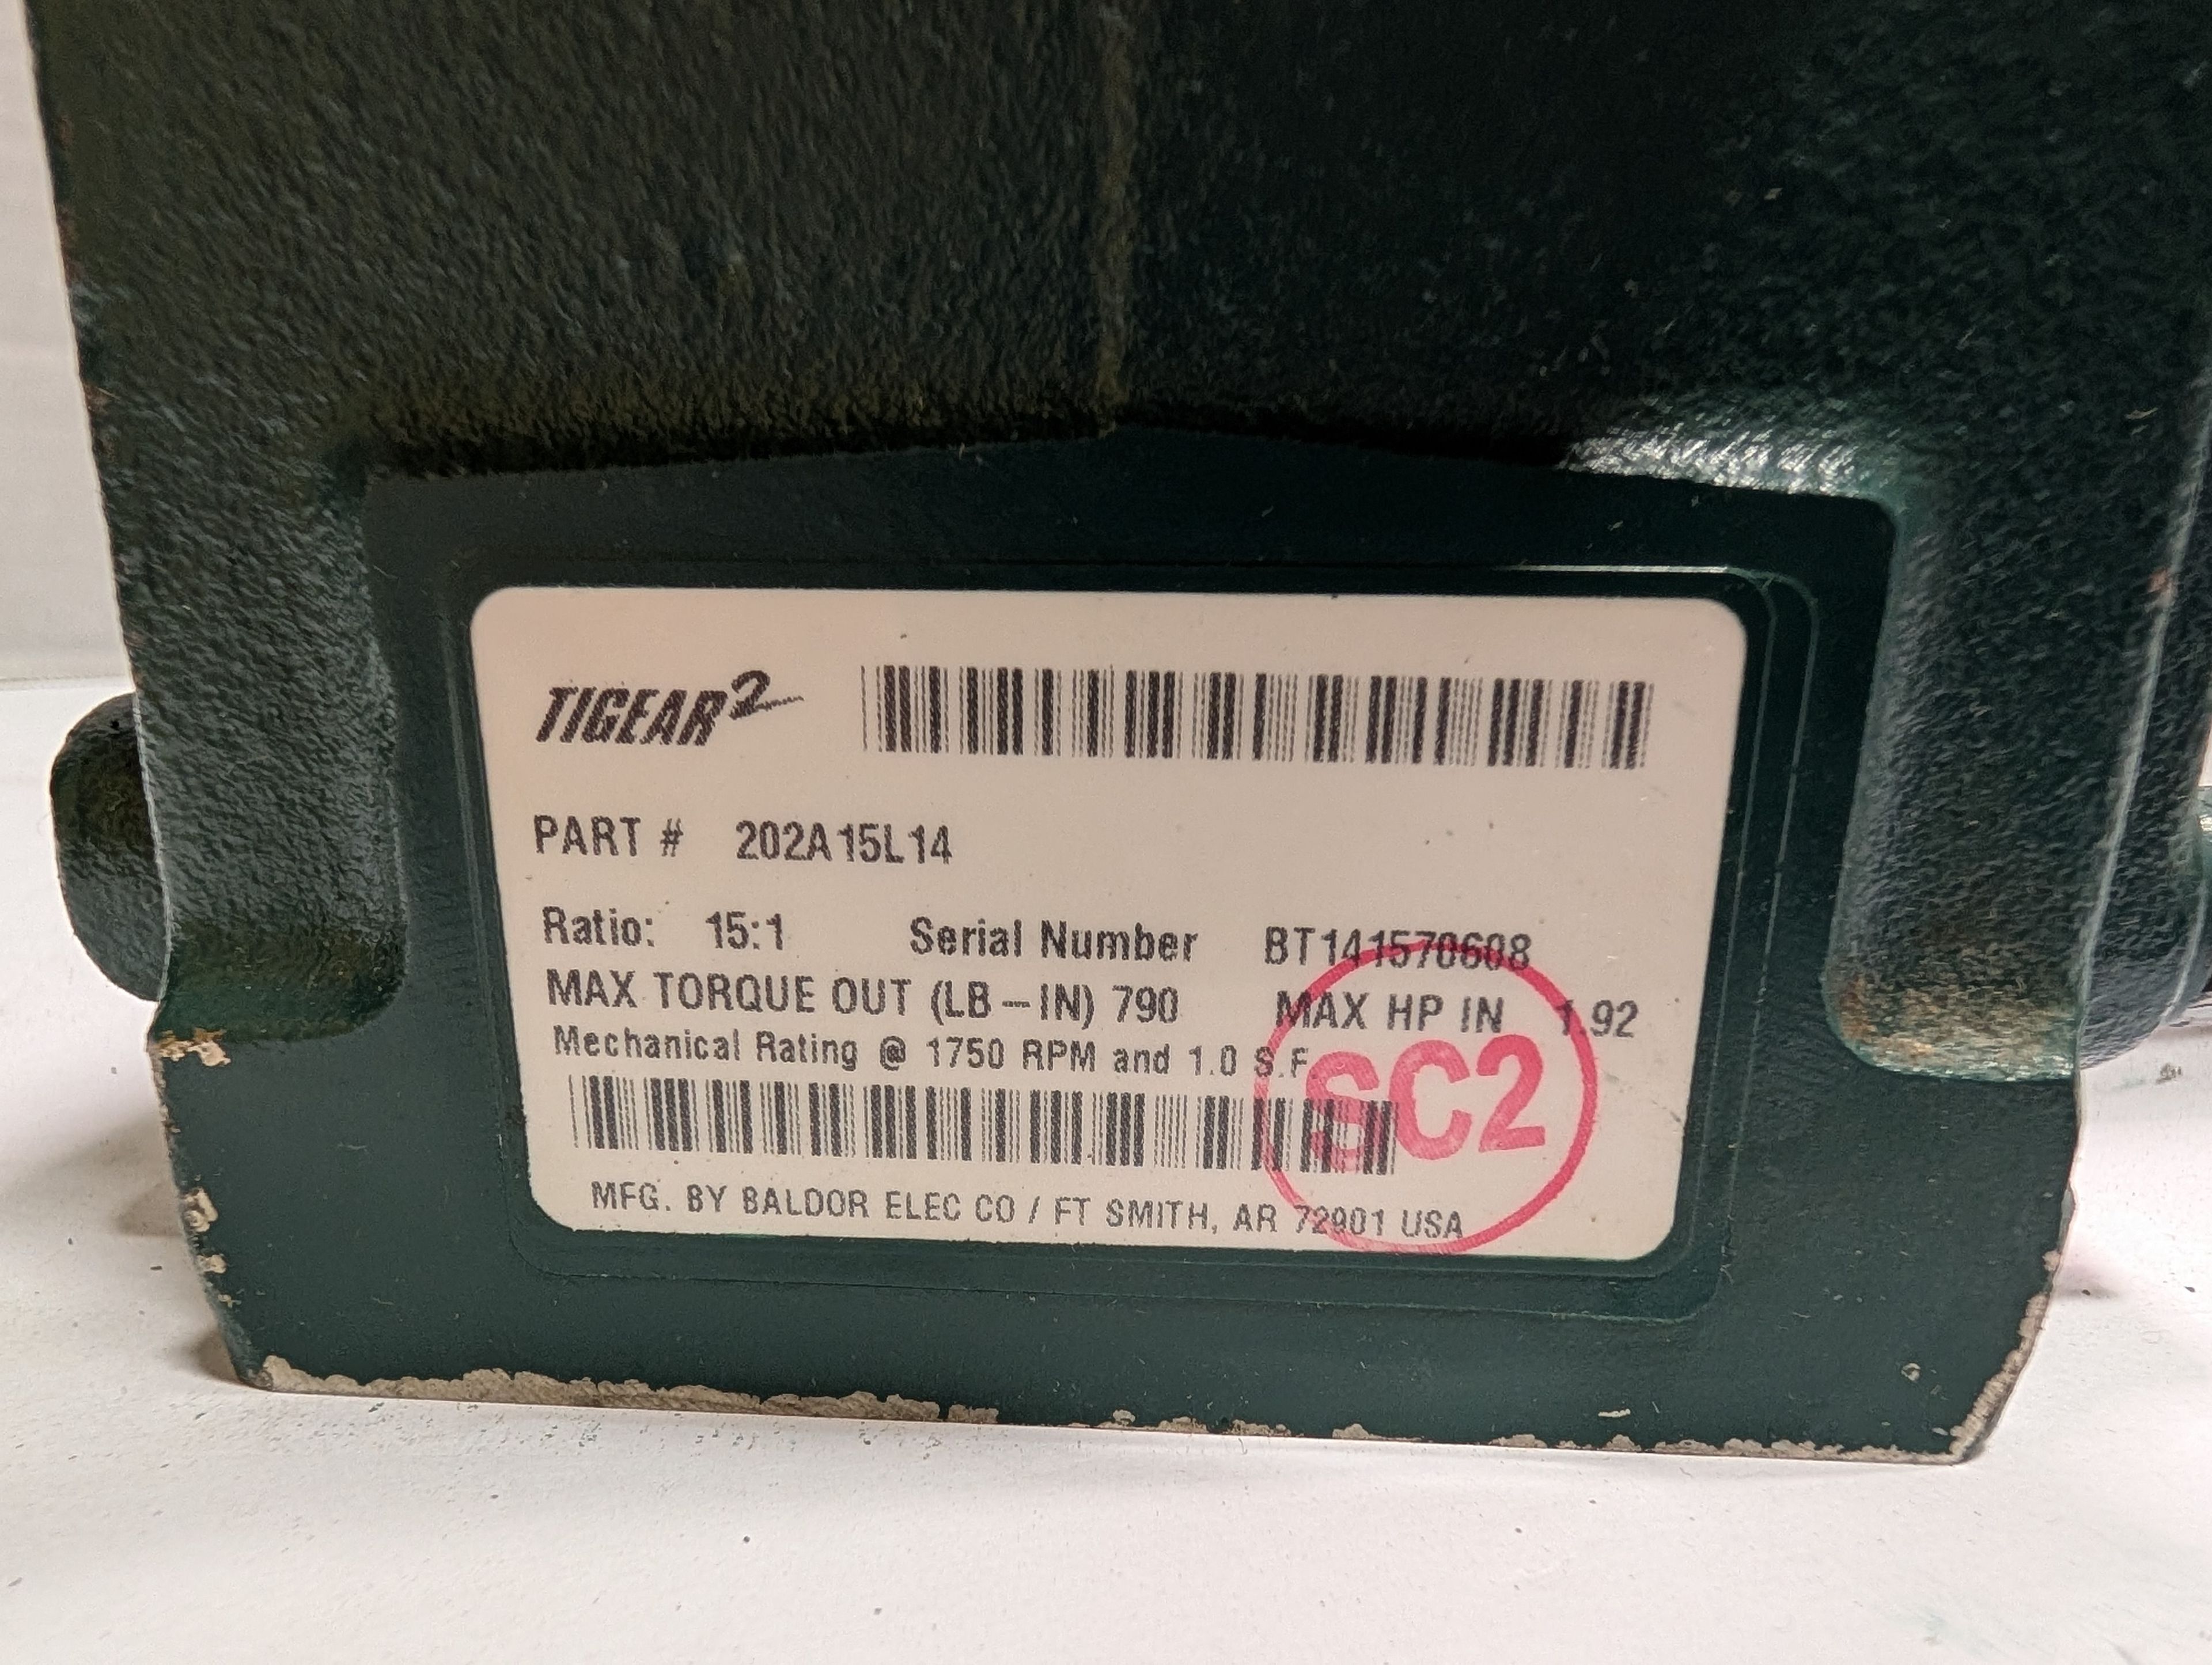 TIGEAR2
PART # 202A15L14
Ratio: 15:1 Serial Number BT141570608
MAX TORQUE OUT (LB-IN) 790 MAX HP IN 1.92
Mechanical Rating @ 1750 RPM and 1.0 S.F
SC2
MFG. BY BALDOR ELEC CO / FT SMITH, AR 72901 USA